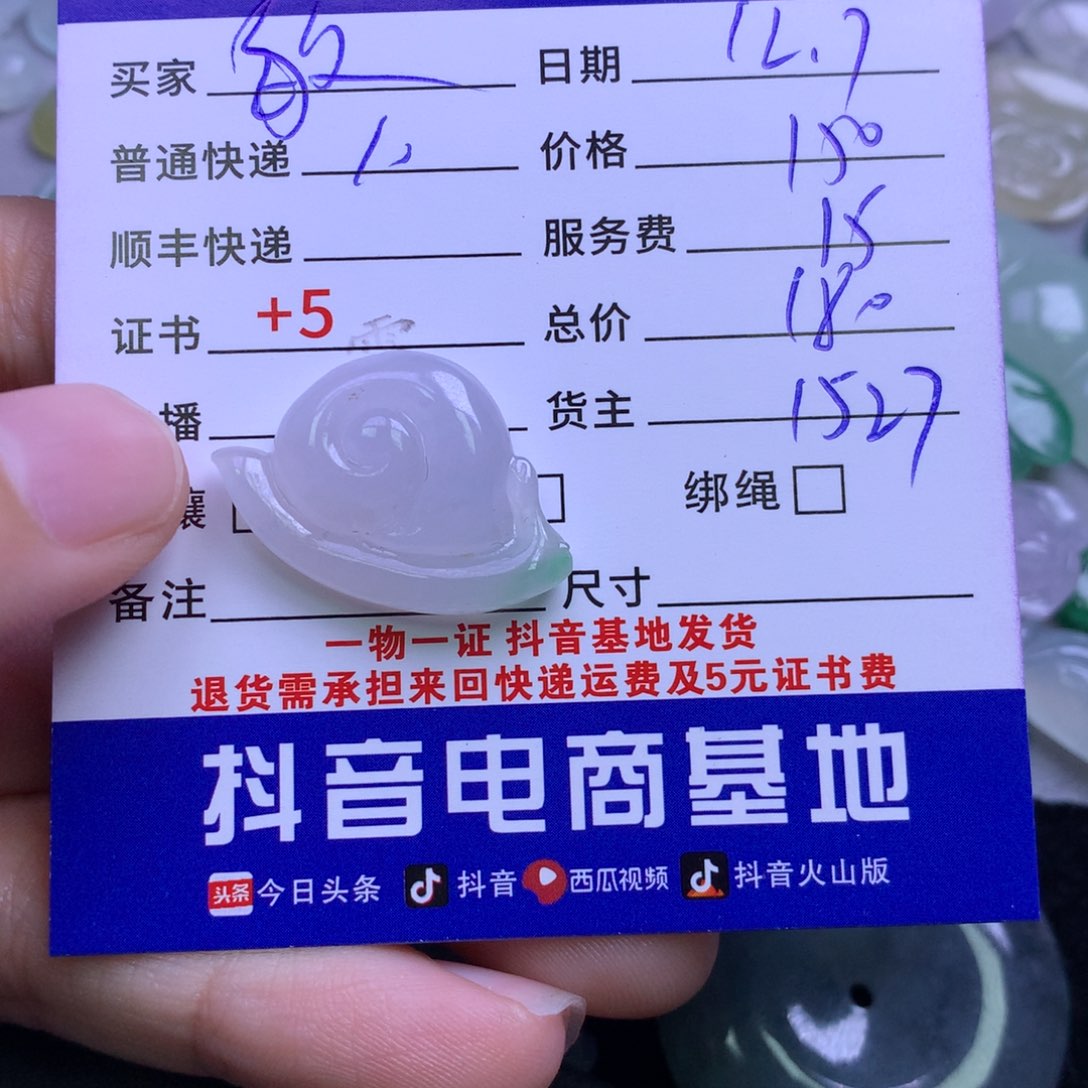 买家 敏 日期 12.7
普通快递 10 价格 150
顺丰快递 服务费 15
证书 +5 总价 180
播 货主 1527
镶 绑绳
备注 尺寸
一物一证 抖音基地发货
退货需承担来回快递运费及5元证书费
抖音电商基地
头条 今日头条 抖音 西瓜视频 抖音火山版